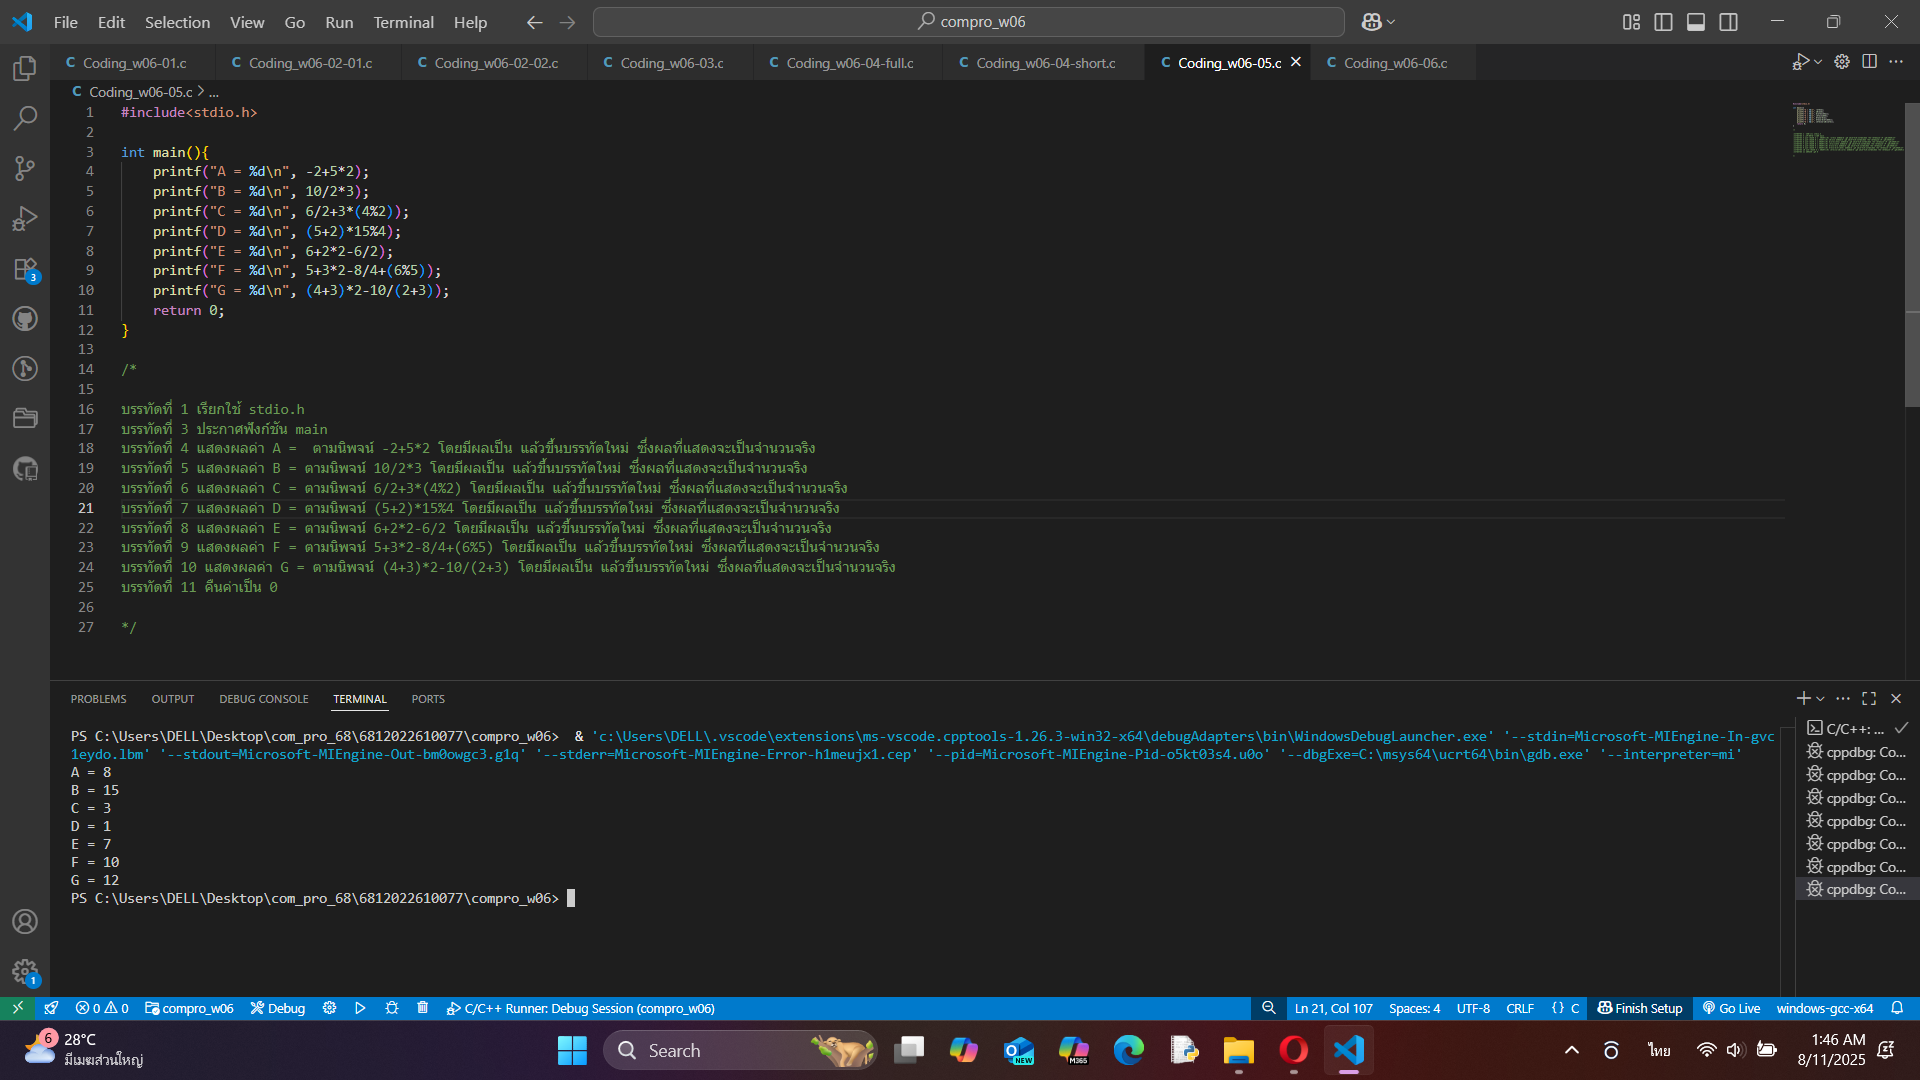 File Edit Selection View Go Run Terminal Help
compro_w06
Coding_w06-01.c
Coding_w06-02-01.c
Coding_w06-02-02.c
Coding_w06-03.c
Coding_w06-04-full.c
Coding_w06-04-short.c
Coding_w06-05.c
Coding_w06-06.c
Coding_w06-05.c > ...
1 #include<stdio.h>
2
3 int main(){
4 printf("A = %d\n", -2+5*2);
5 printf("B = %d\n", 10/2*3);
6 printf("C = %d\n", 6/2+3*(4%2));
7 printf("D = %d\n", (5+2)*15%4);
8 printf("E = %d\n", 6+2*2-6/2);
9 printf("F = %d\n", 5+3*2-8/4+(6%5));
10 printf("G = %d\n", (4+3)*2-10/(2+3));
11 return 0;
12 }
13
14 /*
15
16 บรรทัดที่ 1 เรียกใช้ stdio.h
17 บรรทัดที่ 3 ประกาศฟังก์ชัน main
18 บรรทัดที่ 4 แสดงผลค่า A =  ตามนิพจน์ -2+5*2 โดยมีผลเป็น แล้วขึ้นบรรทัดใหม่ ซึ่งผลที่แสดงจะเป็นจำนวนจริง
19 บรรทัดที่ 5 แสดงผลค่า B = ตามนิพจน์ 10/2*3 โดยมีผลเป็น แล้วขึ้นบรรทัดใหม่ ซึ่งผลที่แสดงจะเป็นจำนวนจริง
20 บรรทัดที่ 6 แสดงผลค่า C = ตามนิพจน์ 6/2+3*(4%2) โดยมีผลเป็น แล้วขึ้นบรรทัดใหม่ ซึ่งผลที่แสดงจะเป็นจำนวนจริง
21 บรรทัดที่ 7 แสดงผลค่า D = ตามนิพจน์ (5+2)*15%4 โดยมีผลเป็น แล้วขึ้นบรรทัดใหม่ ซึ่งผลที่แสดงจะเป็นจำนวนจริง
22 บรรทัดที่ 8 แสดงผลค่า E = ตามนิพจน์ 6+2*2-6/2 โดยมีผลเป็น แล้วขึ้นบรรทัดใหม่ ซึ่งผลที่แสดงจะเป็นจำนวนจริง
23 บรรทัดที่ 9 แสดงผลค่า F = ตามนิพจน์ 5+3*2-8/4+(6%5) โดยมีผลเป็น แล้วขึ้นบรรทัดใหม่ ซึ่งผลที่แสดงจะเป็นจำนวนจริง
24 บรรทัดที่ 10 แสดงผลค่า G = ตามนิพจน์ (4+3)*2-10/(2+3) โดยมีผลเป็น แล้วขึ้นบรรทัดใหม่ ซึ่งผลที่แสดงจะเป็นจำนวนจริง
25 บรรทัดที่ 11 คืนค่าเป็น 0
26
27 */
PROBLEMS OUTPUT DEBUG CONSOLE TERMINAL PORTS
PS C:\Users\DELL\Desktop\com_pro_68\6812022610077\compro_w06>  & 'c:\Users\DELL\.vscode\extensions\ms-vscode.cpptools-1.26.3-win32-x64\debugAdapters\bin\WindowsDebugLauncher.exe' '--stdin=Microsoft-MIEngine-In-gvc
1eydo.lbm' '--stdout=Microsoft-MIEngine-Out-bm0owgc3.g1q' '--stderr=Microsoft-MIEngine-Error-h1meujx1.cep' '--pid=Microsoft-MIEngine-Pid-o5kt03s4.u0o' '--dbgExe=C:\msys64\ucrt64\bin\gdb.exe' '--interpreter=mi'
A = 8
B = 15
C = 3
D = 1
E = 7
F = 10
G = 12
PS C:\Users\DELL\Desktop\com_pro_68\6812022610077\compro_w06>
C/C++: ...
cppdbg: Co...
cppdbg: Co...
cppdbg: Co...
cppdbg: Co...
cppdbg: Co...
cppdbg: Co...
cppdbg: Co...
3
1
0 0 compro_w06 Debug C/C++ Runner: Debug Session (compro_w06)
Ln 21, Col 107 Spaces: 4 UTF-8 CRLF {} C Finish Setup Go Live windows-gcc-x64
6 28°C
มีเมฆส่วนใหญ่
Search
NEW
M365
ไทย
1:46 AM
8/11/2025